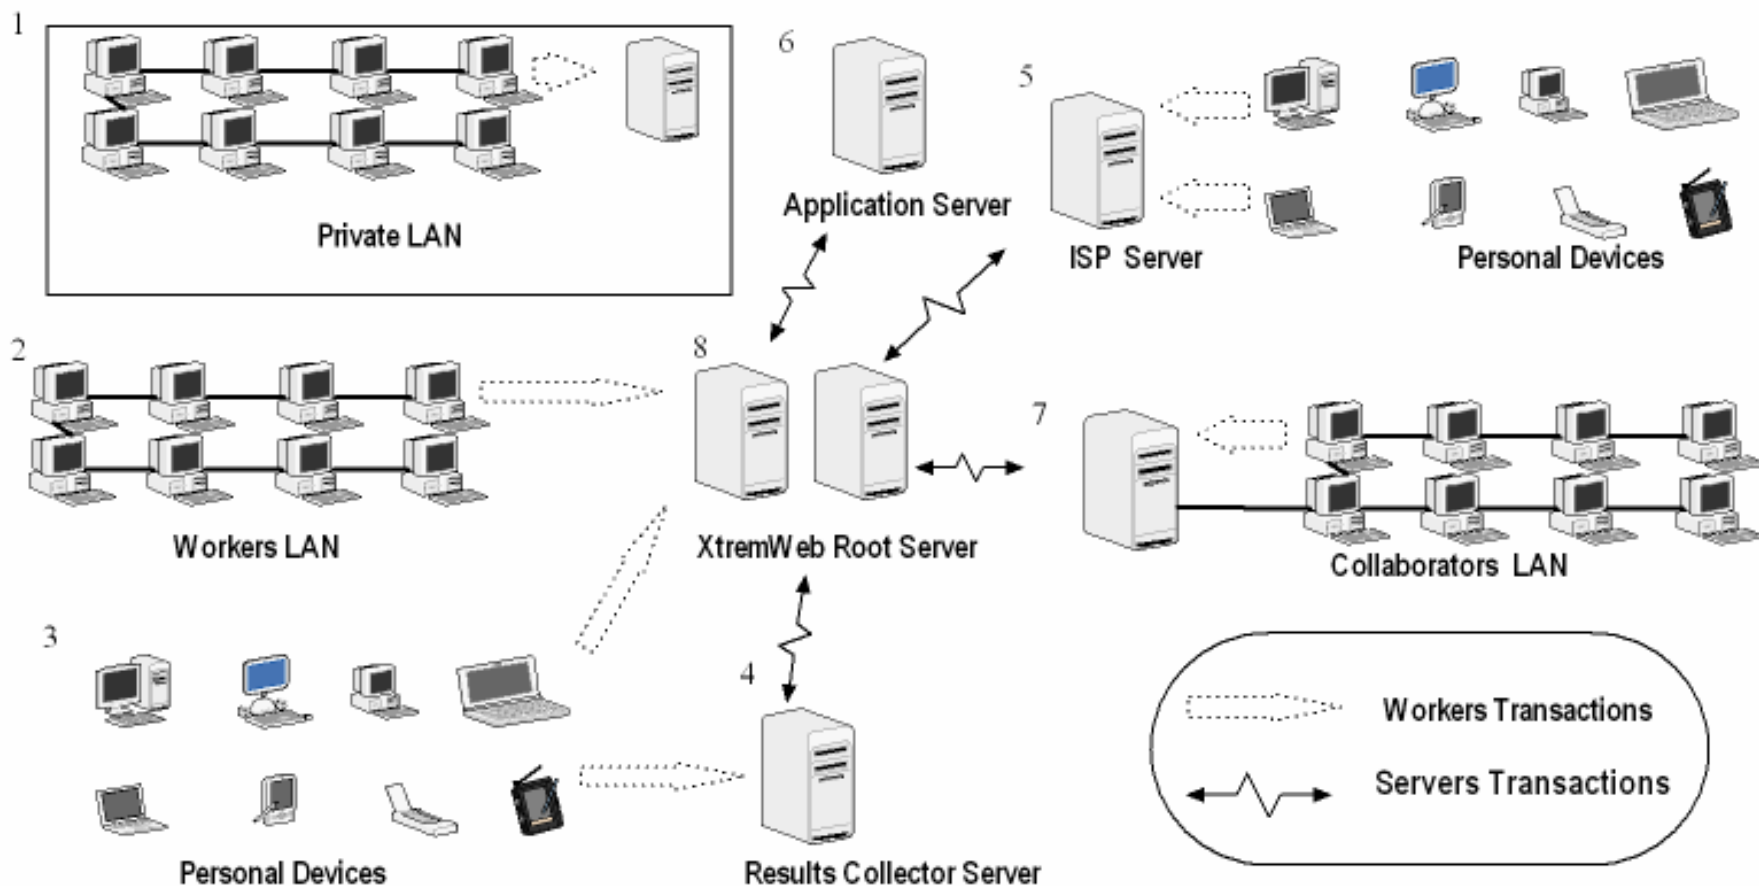 1
Private LAN
6
Application Server
5
ISP Server
Personal Devices
2
Workers LAN
8
XtremWeb Root Server
7
Collaborators LAN
3
Personal Devices
4
Results Collector Server
Workers Transactions
Servers Transactions